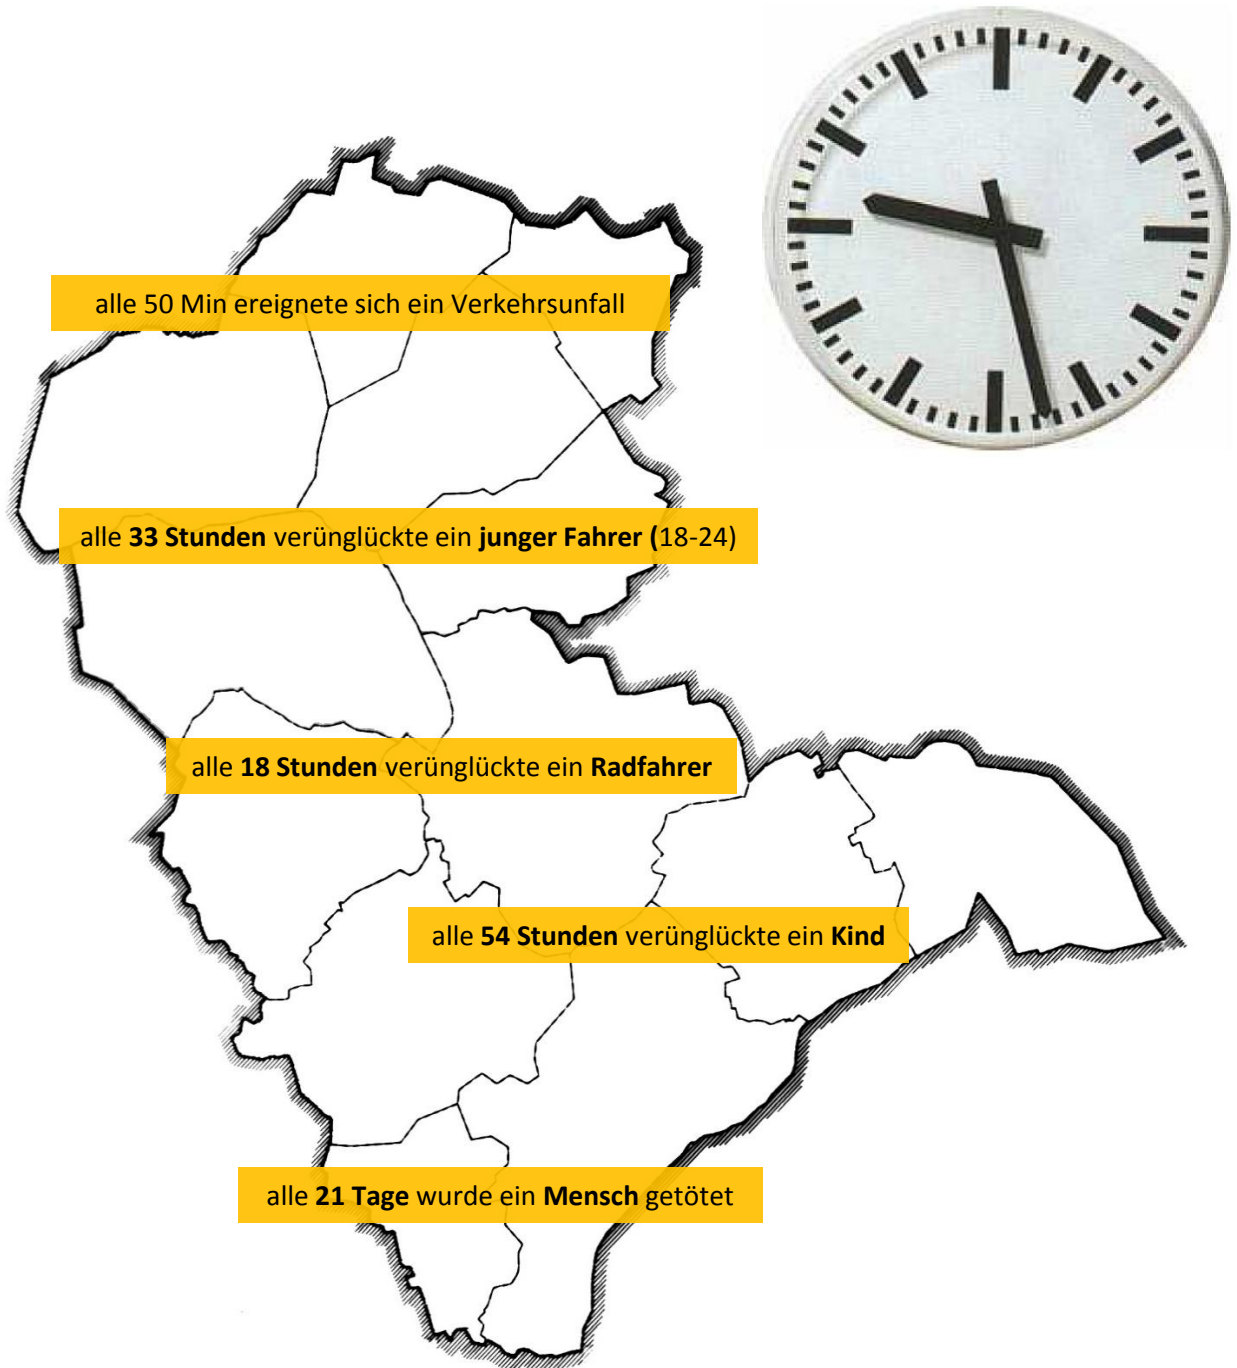 alle 50 Min ereignete sich ein Verkehrsunfall
alle 33 Stunden verünglückte ein junger Fahrer (18-24)
alle 18 Stunden verünglückte ein Radfahrer
alle 54 Stunden verünglückte ein Kind
alle 21 Tage wurde ein Mensch getötet